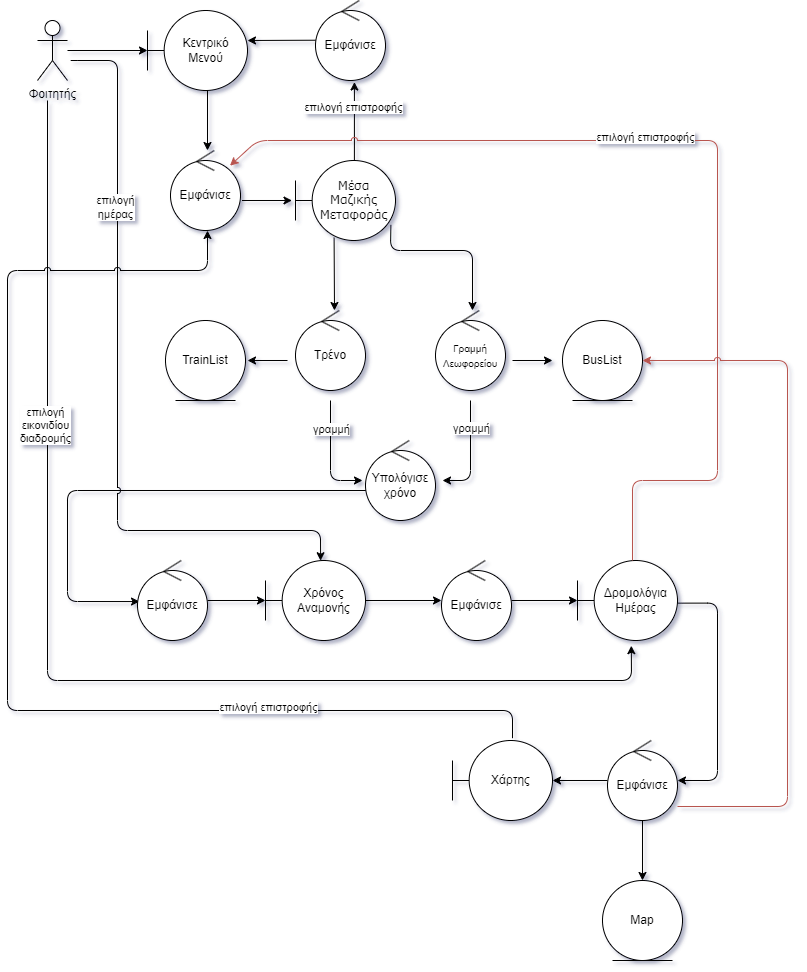 Κεντρικό
Μενού
Εμφάνισε
Φοιτητής
επιλογή επιστροφής
επιλογή επιστροφής
επιλογή
ημέρας
Εμφάνισε
Μέσα
Μαζικής
Μεταφοράς
TrainList
Τρένο
Γραμμή
Λεωφορείου
BusList
επιλογή
εικονιδίου
διαδρομής
γραμμή
γραμμή
Υπολόγισε
χρόνο
Εμφάνισε
Χρόνος
Αναμονής
Εμφάνισε
Δρομολόγια
Ημέρας
επιλογή επιστροφής
Χάρτης
Εμφάνισε
Map